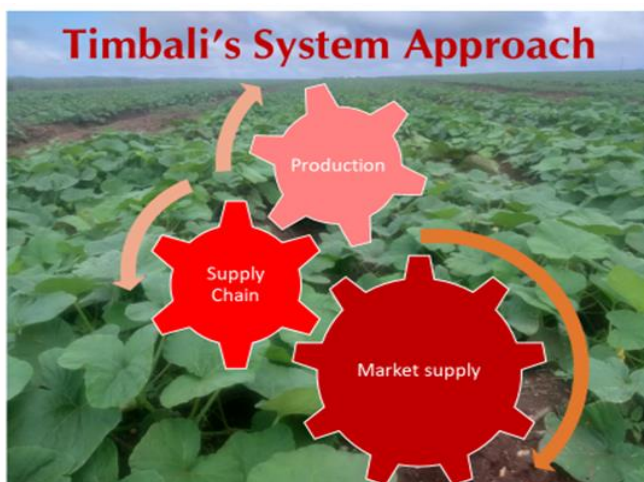 Timbali's System Approach
Production
Supply
Chain
Market supply